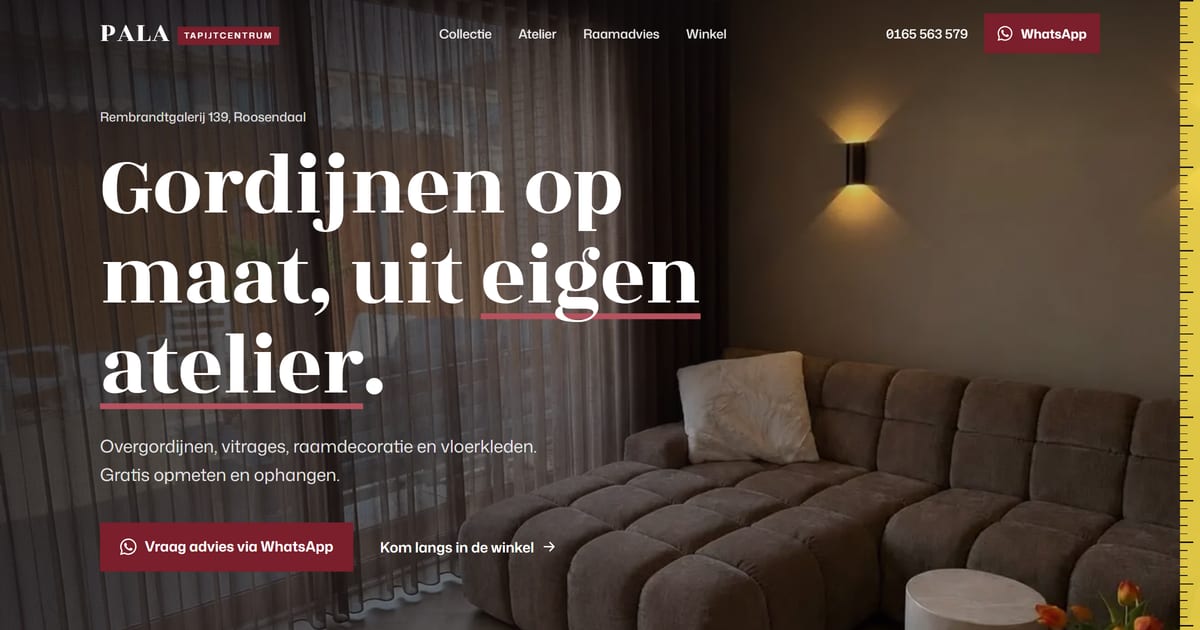 PALA TAPIJTCENTRUM
Collectie Atelier Raamadvies Winkel
0165 563 579 WhatsApp
Rembrandtgalerij 139, Roosendaal
Gordijnen op
maat, uit eigen
atelier.
Overgordijnen, vitrages, raamdecoratie en vloerkleden.
Gratis opmeten en ophangen.
Vraag advies via WhatsApp
Kom langs in de winkel →